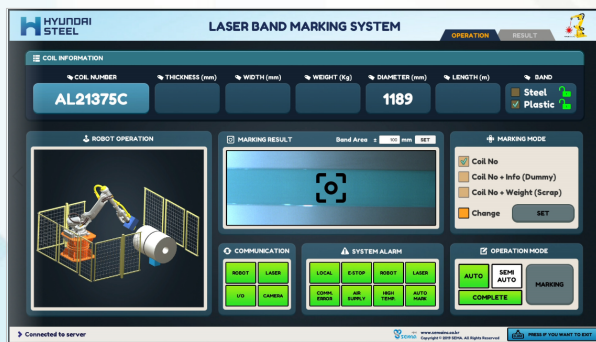 HYUNDAI
STEEL
LASER BAND MARKING SYSTEM
OPERATION
RESULT
COIL INFORMATION
COIL NUMBER
THICKNESS (mm)
WIDTH (mm)
WEIGHT (Kg)
DIAMETER (mm)
LENGTH (m)
BAND
AL21375C
1189
Steel
Plastic
ROBOT OPERATION
MARKING RESULT
Band Area ± 100 mm SET
MARKING MODE
Coil No
Coil No + Info (Dummy)
Coil No + Weight (Scrap)
Change
SET
COMMUNICATION
ROBOT
LASER
I/O
CAMERA
SYSTEM ALARM
LOCAL
E-STOP
ROBOT
LASER
COMM.
ERROR
AIR
SUPPLY
HIGH
TEMP.
AUTO
MARK
OPERATION MODE
AUTO
SEMI
AUTO
MARKING
COMPLETE
Connected to server
SEMA
Copyright © 2019 SEMA. All Rights Reserved
PRESS IF YOU WANT TO EXIT